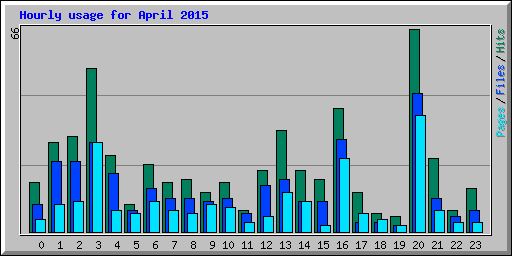 Hourly usage for April 2015
66
Pages/Files/Hits
0 1 2 3 4 5 6 7 8 9 10 11 12 13 14 15 16 17 18 19 20 21 22 23